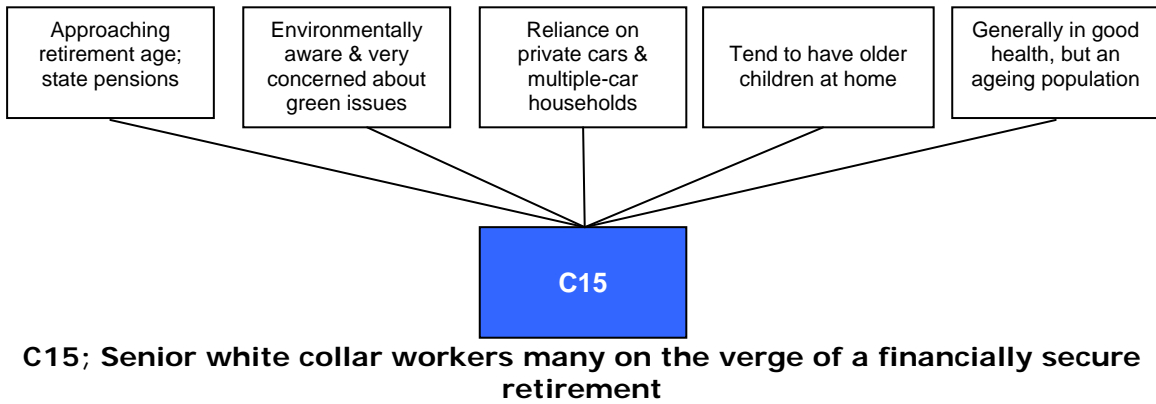 Approaching
retirement age;
state pensions
Environmentally
aware & very
concerned about
green issues
Reliance on
private cars &
multiple-car
households
Tend to have older
children at home
Generally in good
health, but an
ageing population
C15
C15; Senior white collar workers many on the verge of a financially secure
retirement